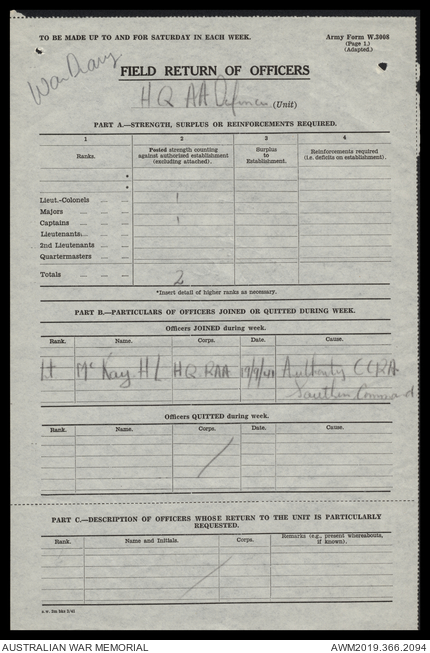 TO BE MADE UP TO AND FOR SATURDAY IN EACH WEEK.
Army Form W.3008
(Page 1.)
(Adapted.)
War Diary
FIELD RETURN OF OFFICERS
HQ AA Defences (Unit)
PART A.—STRENGTH, SURPLUS OR REINFORCEMENTS REQUIRED.
1 2 3 4
Ranks. Posted strength counting against authorised establishment (excluding attached). Surplus to Establishment. Reinforcements required (i.e. deficits on establishment).
*
*
Lieut.-Colonels 1
Majors
Captains 1
Lieutenants
2nd Lieutenants
Quartermasters
Totals 2
*Insert detail of higher ranks as necessary.
PART B.—PARTICULARS OF OFFICERS JOINED OR QUITTED DURING WEEK.
Officers JOINED during week.
Rank. Name. Corps. Date. Cause.
Lt McKay HL HQ RAA 17/9/41 Authority CCRA
Southern Command
Officers QUITTED during week.
Rank. Name. Corps. Date. Cause.
PART C.—DESCRIPTION OF OFFICERS WHOSE RETURN TO THE UNIT IS PARTICULARLY
REQUESTED.
Rank. Name and Initials. Corps. Remarks (e.g., present whereabouts, if known).
AUSTRALIAN WAR MEMORIAL
AWM2019.366.2094